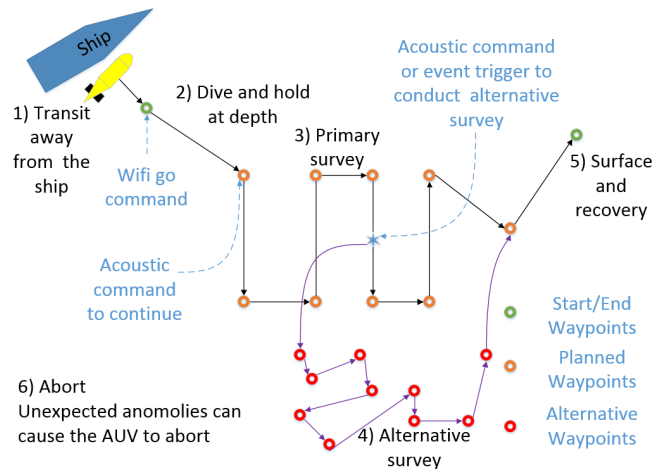 Ship
1) Transit
away
from  the
ship
2) Dive and hold
at depth
3) Primary
survey
Acoustic command
or event trigger to
conduct  alternative
survey
Wifi go
command
5) Surface
and
recovery
Acoustic
command
to continue
Start/End
Waypoints
Planned
Waypoints
Alternative
Waypoints
6) Abort
Unexpected anomolies can
cause the AUV to abort
4) Alternative
survey